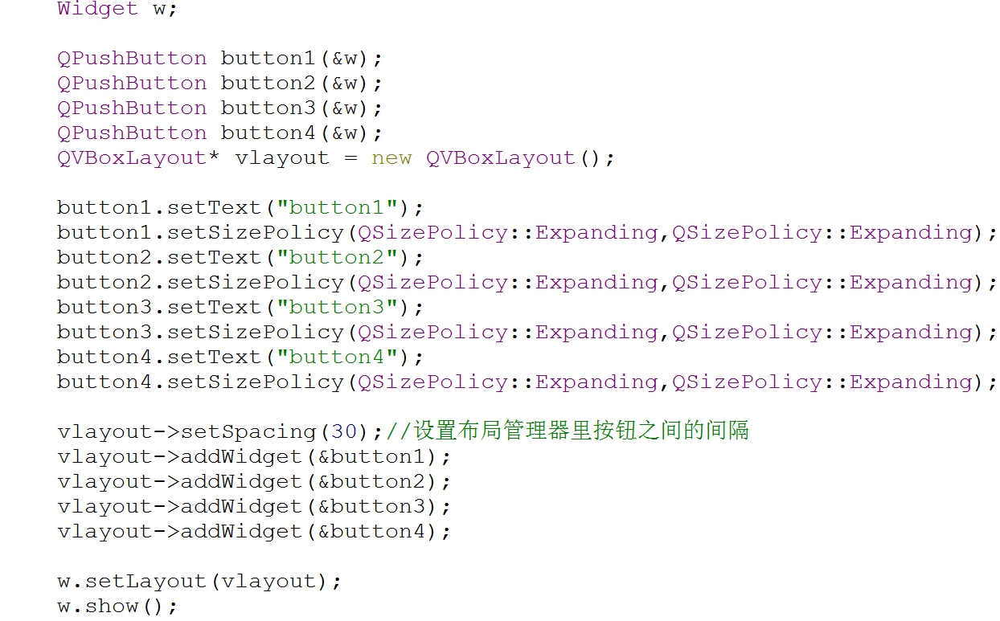 Widget w;
QPushButton button1(&w);
QPushButton button2(&w);
QPushButton button3(&w);
QPushButton button4(&w);
QVBoxLayout* vlayout = new QVBoxLayout();
button1.setText("button1");
button1.setSizePolicy(QSizePolicy::Expanding,QSizePolicy::Expanding);
button2.setText("button2");
button2.setSizePolicy(QSizePolicy::Expanding,QSizePolicy::Expanding);
button3.setText("button3");
button3.setSizePolicy(QSizePolicy::Expanding,QSizePolicy::Expanding);
button4.setText("button4");
button4.setSizePolicy(QSizePolicy::Expanding,QSizePolicy::Expanding);
vlayout->setSpacing(30);//设置布局管理器里按钮之间的间隔
vlayout->addWidget(&button1);
vlayout->addWidget(&button2);
vlayout->addWidget(&button3);
vlayout->addWidget(&button4);
w.setLayout(vlayout);
w.show();